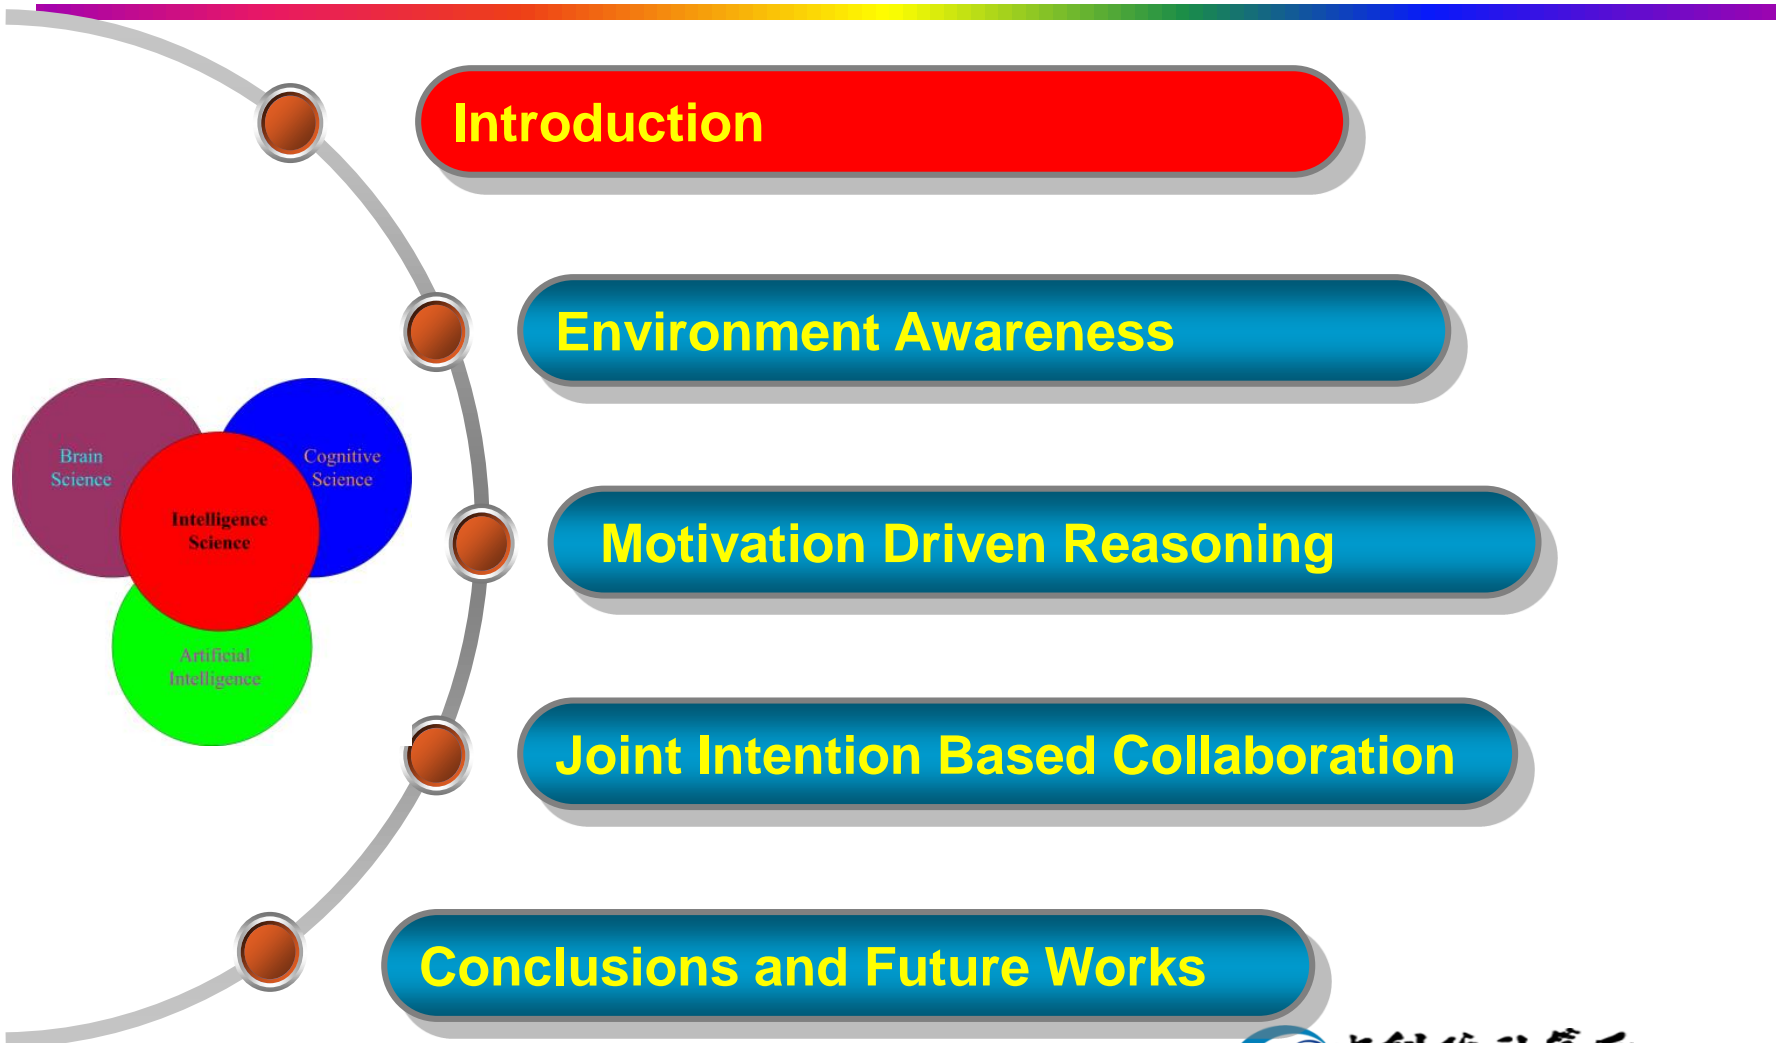 Introduction
Environment Awareness
Brain
Science
Cognitive
Science
Intelligence
Science
Motivation Driven Reasoning
Artificial
Intelligence
Joint Intention Based Collaboration
Conclusions and Future Works